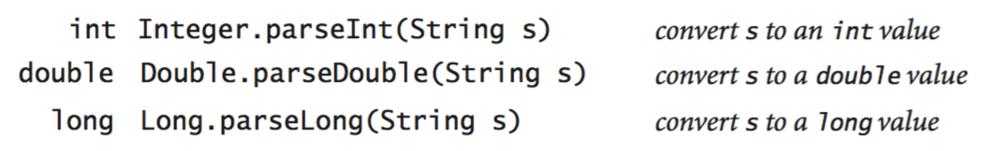 int Integer.parseInt(String s) convert s to an int value
double Double.parseDouble(String s) convert s to a double value
long Long.parseLong(String s) convert s to a long value